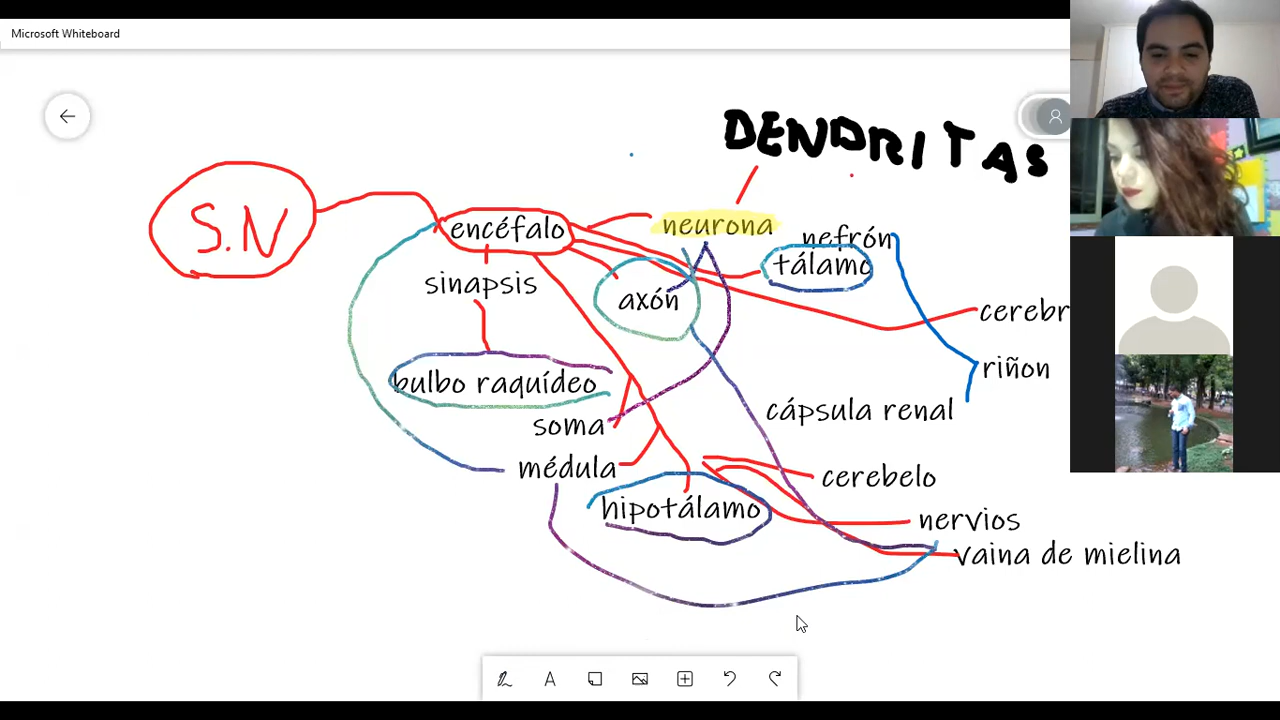 Microsoft Whiteboard
DENDRITAS
S.N
encéfalo
neurona
nefrón
tálamo
sinapsis
axón
cerebr
bulbo raquídeo
riñon
cápsula renal
soma
médula
cerebelo
hipotálamo
nervios
vaina de mielina